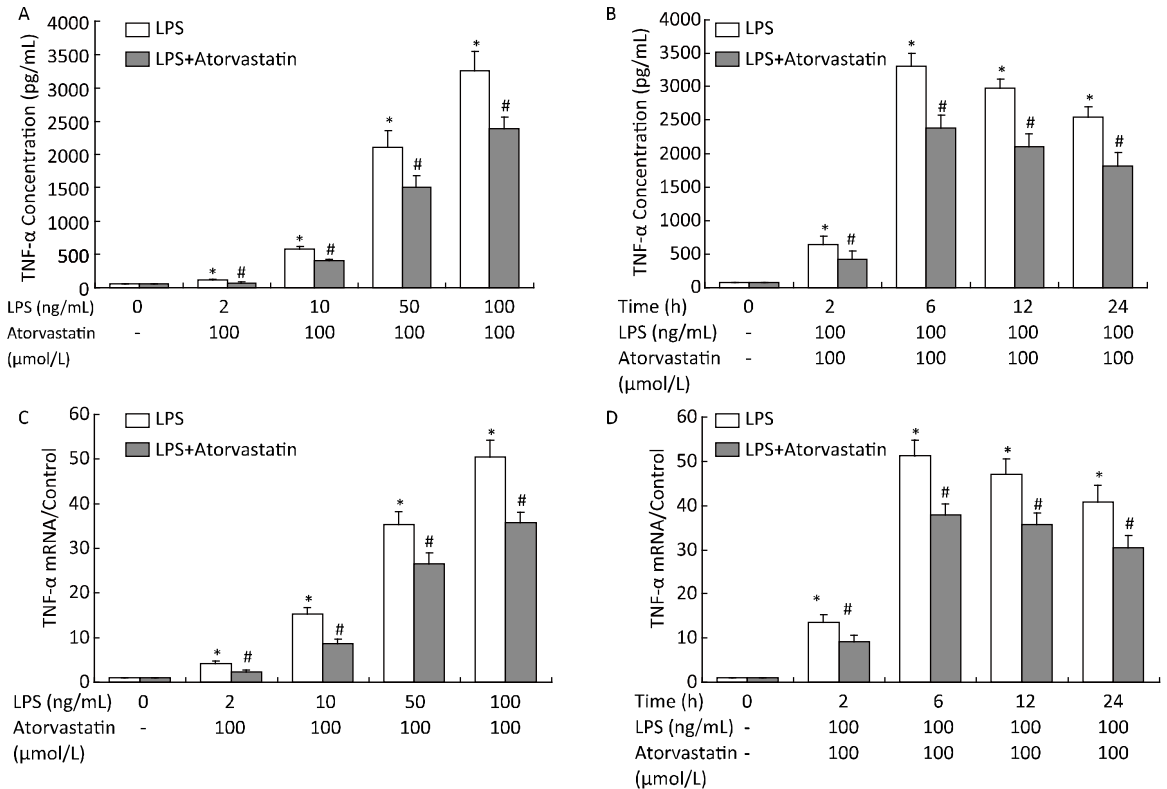 A
TNF-α Concentration (pg/mL)
4000
3500
3000
2500
2000
1500
1000
500
0
LPS
LPS+Atorvastatin
* # * # * # * #
LPS (ng/mL) 0 2 10 50 100
Atorvastatin - 100 100 100 100
(μmol/L)
B
TNF-α Concentration (pg/mL)
4000
3500
3000
2500
2000
1500
1000
500
0
LPS
LPS+Atorvastatin
* # * # * # * #
Time (h) 0 2 6 12 24
LPS (ng/mL) - 100 100 100 100
Atorvastatin - 100 100 100 100
(μmol/L)
C
TNF-α mRNA/Control
60
50
40
30
20
10
0
LPS
LPS+Atorvastatin
* # * # * # * #
LPS (ng/mL) 0 2 10 50 100
Atorvastatin - 100 100 100 100
(μmol/L)
D
TNF-α mRNA/Control
60
50
40
30
20
10
0
LPS
LPS+Atorvastatin
* # * # * # * #
Time (h) 0 2 6 12 24
LPS (ng/mL) - 100 100 100 100
Atorvastatin - 100 100 100 100
(μmol/L)